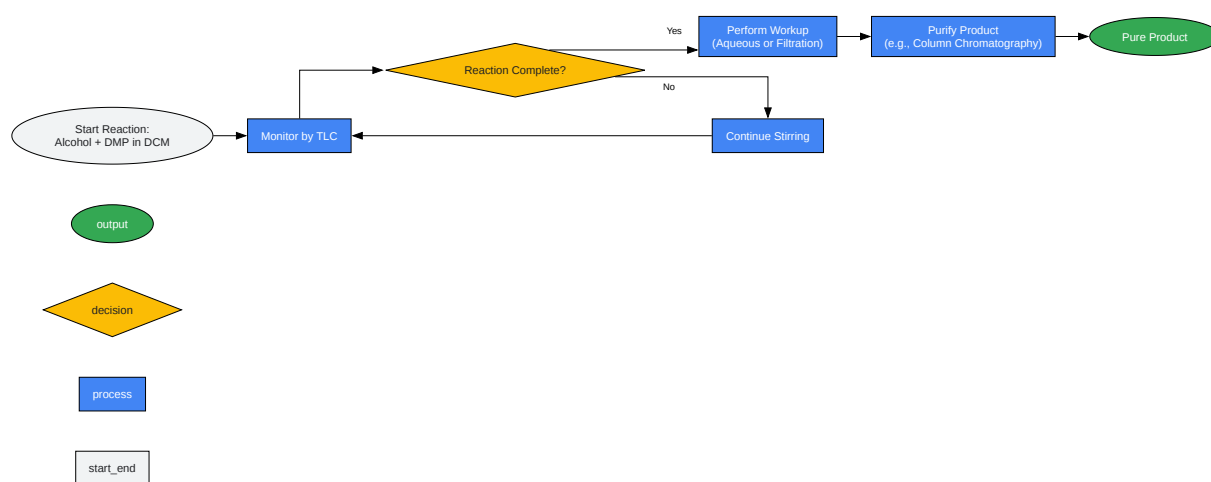 Yes
Perform Workup
(Aqueous or Filtration)
Purify Product
(e.g., Column Chromatography)
Pure Product
Reaction Complete?
No
Start Reaction:
Alcohol + DMP in DCM
Monitor by TLC
Continue Stirring
output
decision
process
start_end